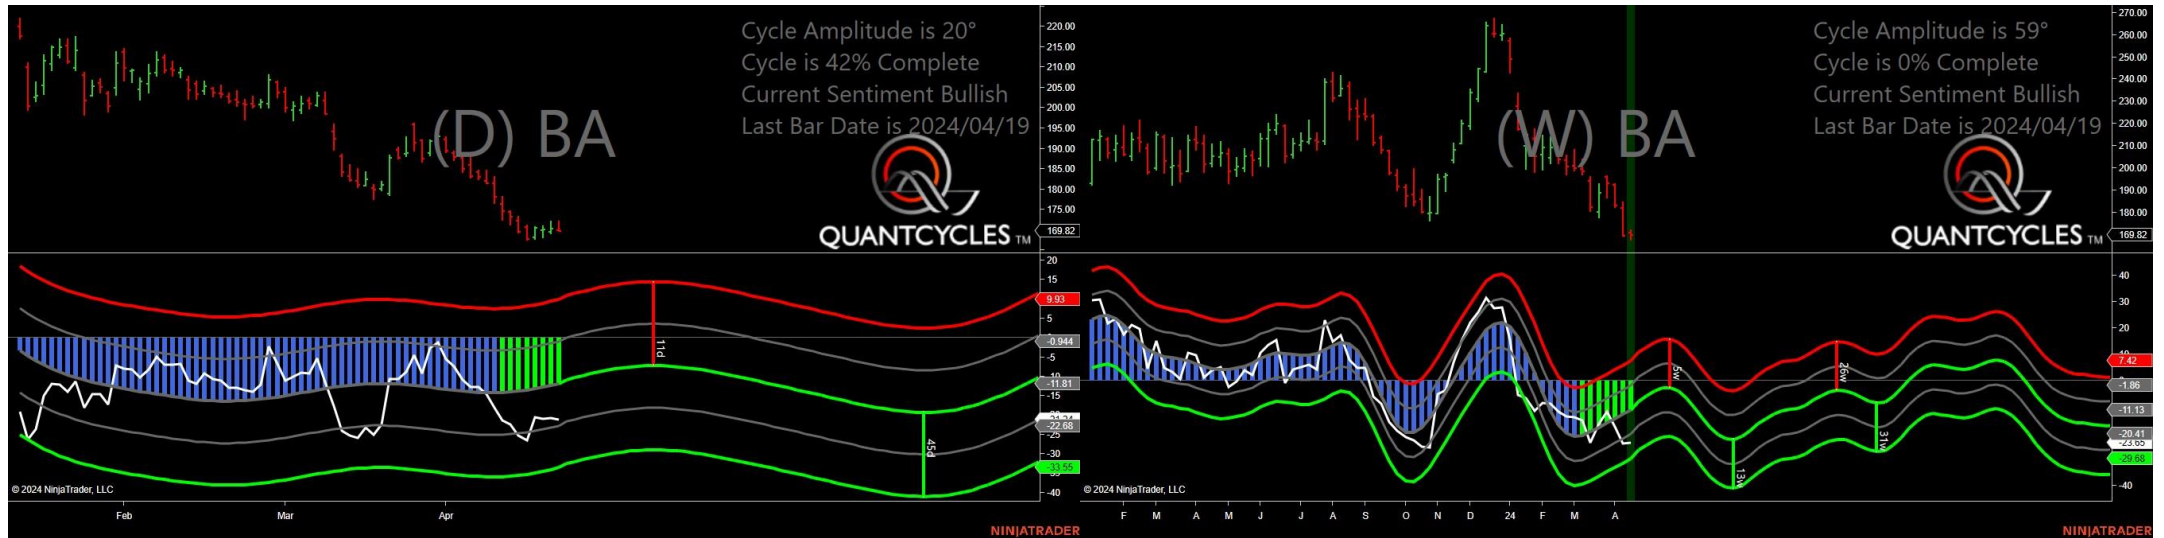 Cycle Amplitude is 20°
Cycle is 42% Complete
Current Sentiment Bullish
Last Bar Date is 2024/04/19
(D) BA
QUANTCYCLES TM
220.00
215.00
210.00
205.00
200.00
195.00
190.00
185.00
180.00
175.00
169.82
20
15
9.93
5
-0.944
-5
-11.81
-15
-22.68
-25
-30
-33.55
-40
11d
45d
© 2024 NinjaTrader, LLC
Feb Mar Apr
NINJATRADER
Cycle Amplitude is 59°
Cycle is 0% Complete
Current Sentiment Bullish
Last Bar Date is 2024/04/19
(W) BA
QUANTCYCLES TM
270.00
260.00
250.00
240.00
230.00
220.00
210.00
200.00
190.00
180.00
169.82
40
30
20
7.42
-1.86
-11.13
-20.41
-23.65
-29.68
-40
5w
13w
26w
31w
© 2024 NinjaTrader, LLC
F M A M J J A S O N D 24 F M A
NINJATRADER